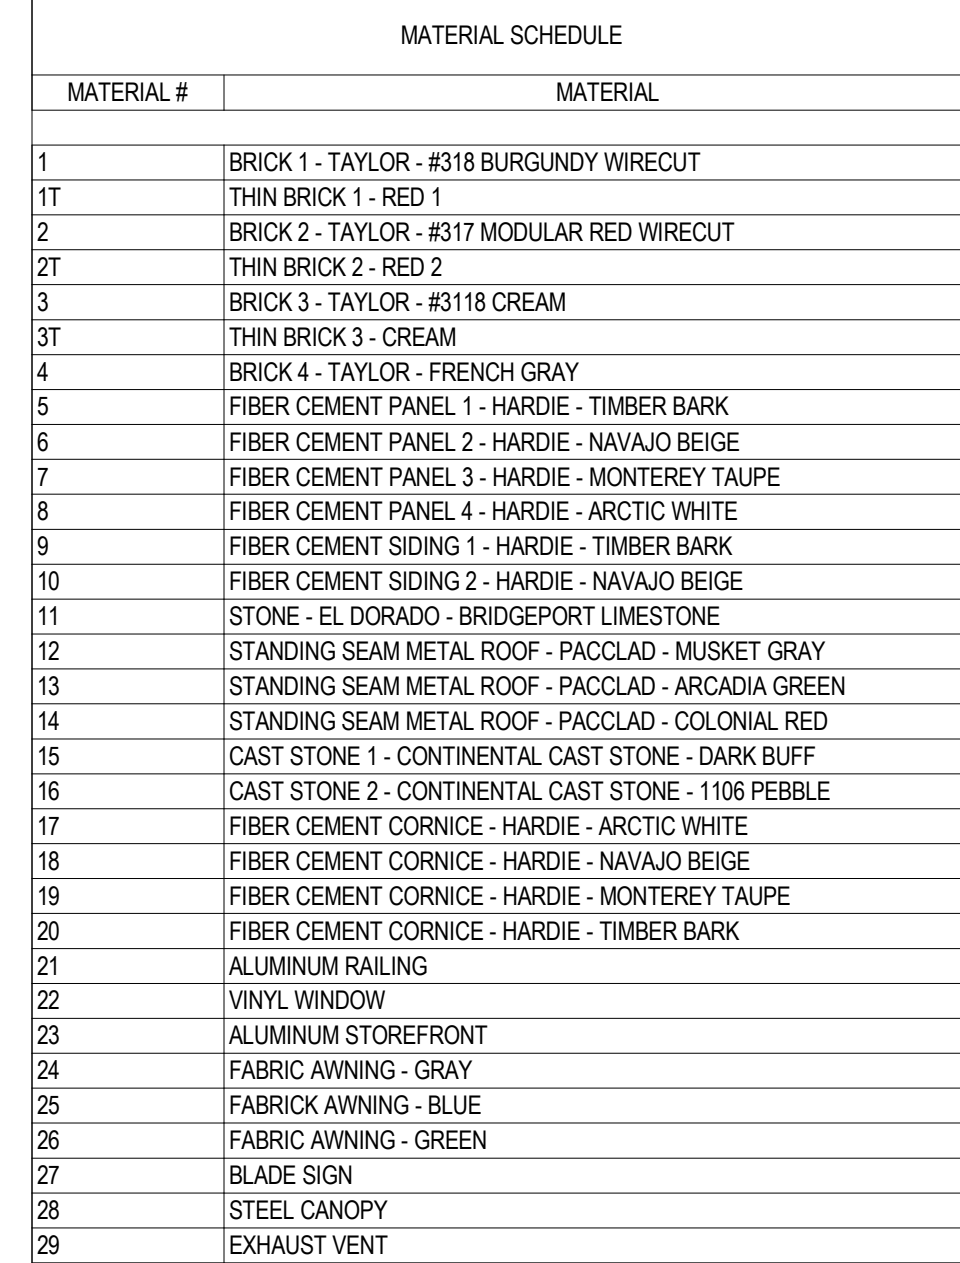 MATERIAL SCHEDULE
MATERIAL # MATERIAL
1 BRICK 1 - TAYLOR - #318 BURGUNDY WIRECUT
1T THIN BRICK 1 - RED 1
2 BRICK 2 - TAYLOR - #317 MODULAR RED WIRECUT
2T THIN BRICK 2 - RED 2
3 BRICK 3 - TAYLOR - #3118 CREAM
3T THIN BRICK 3 - CREAM
4 BRICK 4 - TAYLOR - FRENCH GRAY
5 FIBER CEMENT PANEL 1 - HARDIE - TIMBER BARK
6 FIBER CEMENT PANEL 2 - HARDIE - NAVAJO BEIGE
7 FIBER CEMENT PANEL 3 - HARDIE - MONTEREY TAUPE
8 FIBER CEMENT PANEL 4 - HARDIE - ARCTIC WHITE
9 FIBER CEMENT SIDING 1 - HARDIE - TIMBER BARK
10 FIBER CEMENT SIDING 2 - HARDIE - NAVAJO BEIGE
11 STONE - EL DORADO - BRIDGEPORT LIMESTONE
12 STANDING SEAM METAL ROOF - PACCLAD - MUSKET GRAY
13 STANDING SEAM METAL ROOF - PACCLAD - ARCADIA GREEN
14 STANDING SEAM METAL ROOF - PACCLAD - COLONIAL RED
15 CAST STONE 1 - CONTINENTAL CAST STONE - DARK BUFF
16 CAST STONE 2 - CONTINENTAL CAST STONE - 1106 PEBBLE
17 FIBER CEMENT CORNICE - HARDIE - ARCTIC WHITE
18 FIBER CEMENT CORNICE - HARDIE - NAVAJO BEIGE
19 FIBER CEMENT CORNICE - HARDIE - MONTEREY TAUPE
20 FIBER CEMENT CORNICE - HARDIE - TIMBER BARK
21 ALUMINUM RAILING
22 VINYL WINDOW
23 ALUMINUM STOREFRONT
24 FABRIC AWNING - GRAY
25 FABRICK AWNING - BLUE
26 FABRIC AWNING - GREEN
27 BLADE SIGN
28 STEEL CANOPY
29 EXHAUST VENT